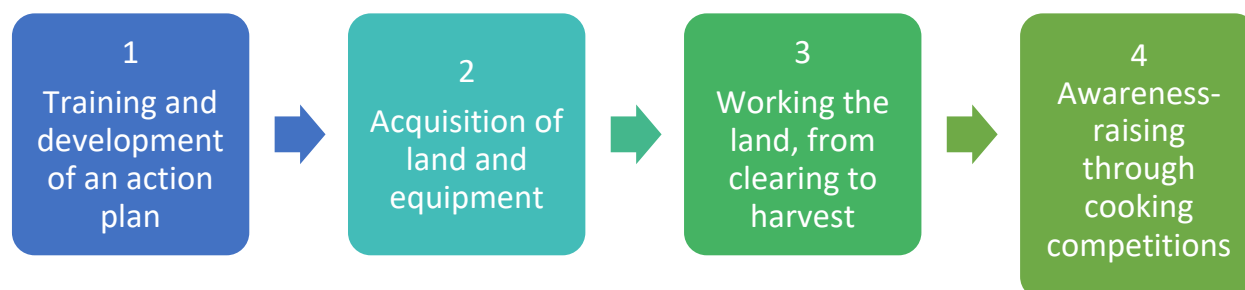 1
Training and
development
of an action
plan
2
Acquisition of
land and
equipment
3
Working the
land, from
clearing to
harvest
4
Awareness-
raising
through
cooking
competitions